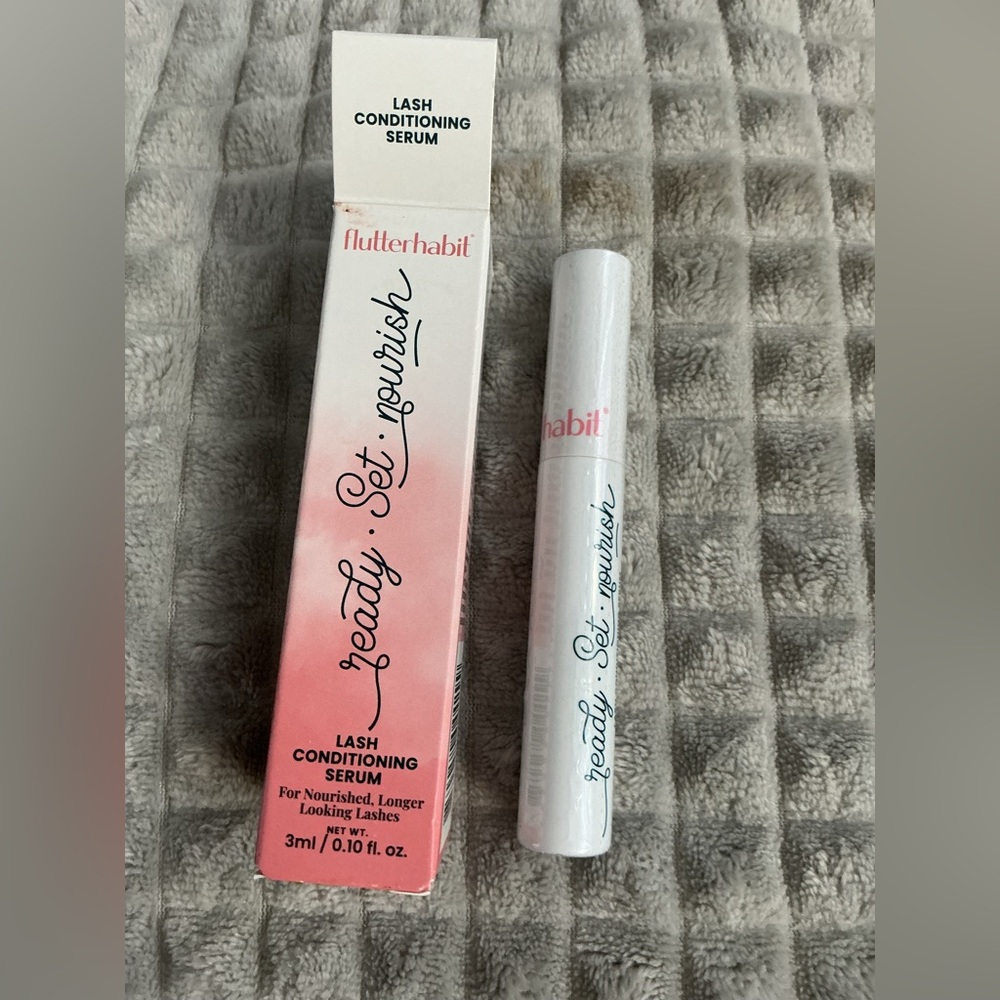 LASH
CONDITIONING
SERUM
flutterhabit®
ready · Set · nourish
LASH
CONDITIONING
SERUM
For Nourished, Longer
Looking Lashes
NET WT.
3ml / 0.10 fl. oz.
habit®
ready · Set · nourish